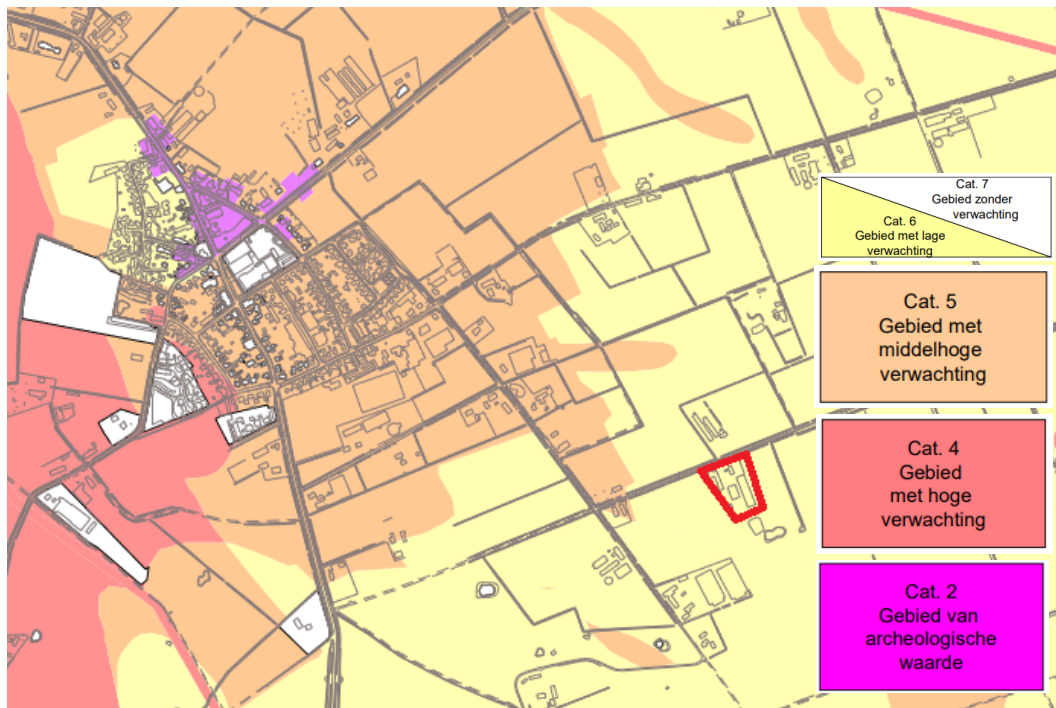 Cat. 7
Gebied zonder
verwachting
Cat. 6
Gebied met lage
verwachting
Cat. 5
Gebied met
middelhoge
verwachting
Cat. 4
Gebied
met hoge
verwachting
Cat. 2
Gebied van
archeologische
waarde